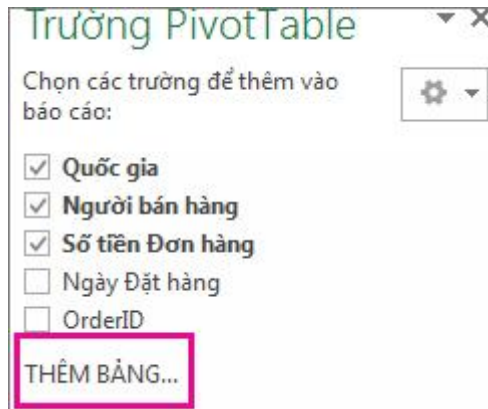 Trường PivotTable
Chọn các trường để thêm vào
báo cáo:
Quốc gia
Người bán hàng
Số tiền Đơn hàng
Ngày Đặt hàng
OrderID
THÊM BẢNG...